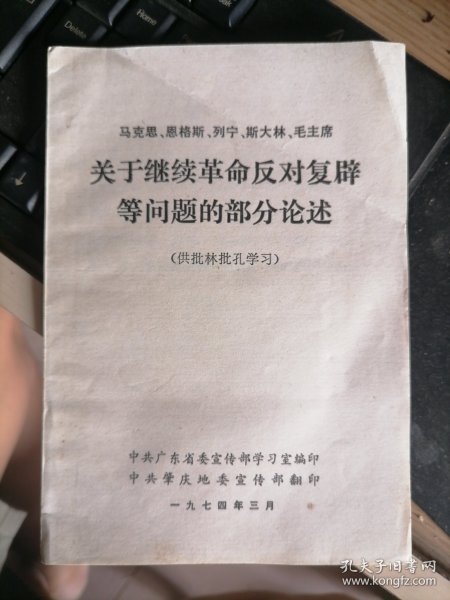 马克思、恩格斯、列宁、斯大林、毛主席
关于继续革命反对复辟
等问题的部分论述
（供批林批孔学习）
中共广东省委宣传部学习室编印
中共肇庆地委宣传部翻印
一九七四年三月
孔夫子旧书网
www.kongfz.com